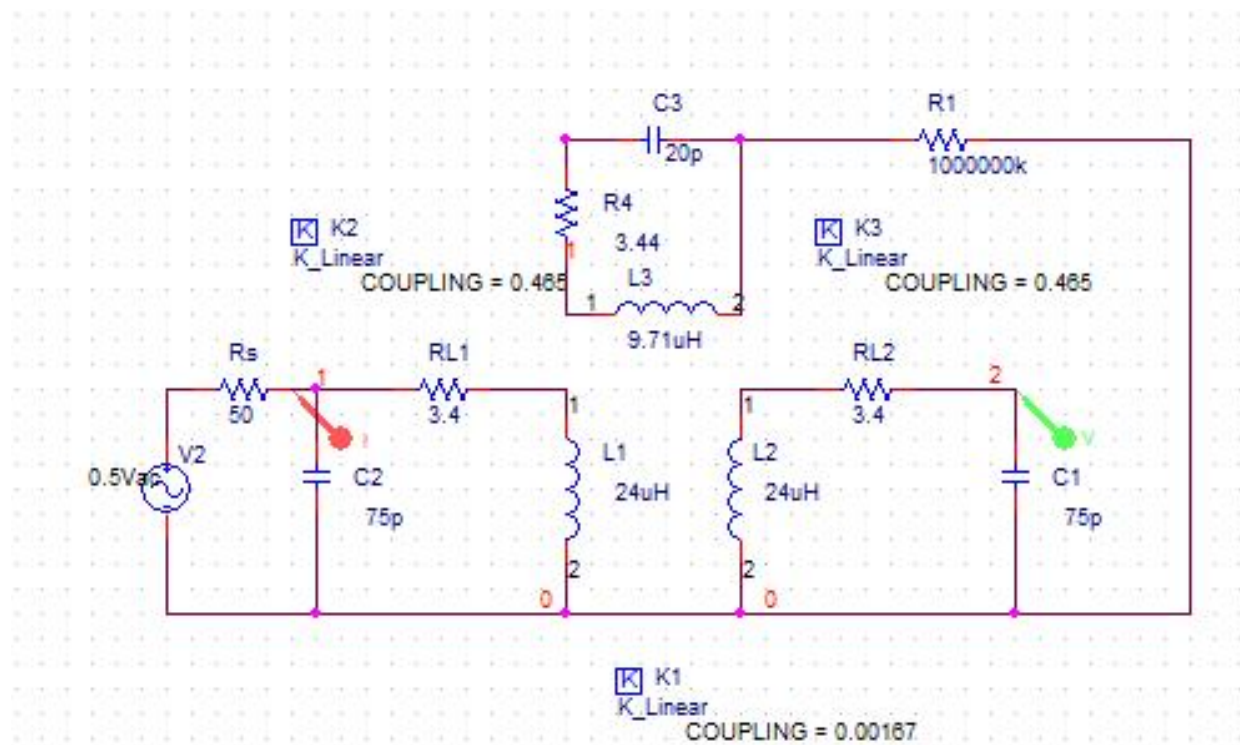 C3
R1
20p
1000000k
K K2
R4
K K3
K_Linear
3.44
K_Linear
1
COUPLING = 0.465
L3
COUPLING = 0.465
1
2
9.71uH
Rs
RL1
RL2
1
2
50
3.4
3.4
1
1
V2
V
0.5Vac
C2
L1
L2
C1
75p
24uH
24uH
75p
2
2
0
0
K K1
K_Linear
COUPLING = 0.00167